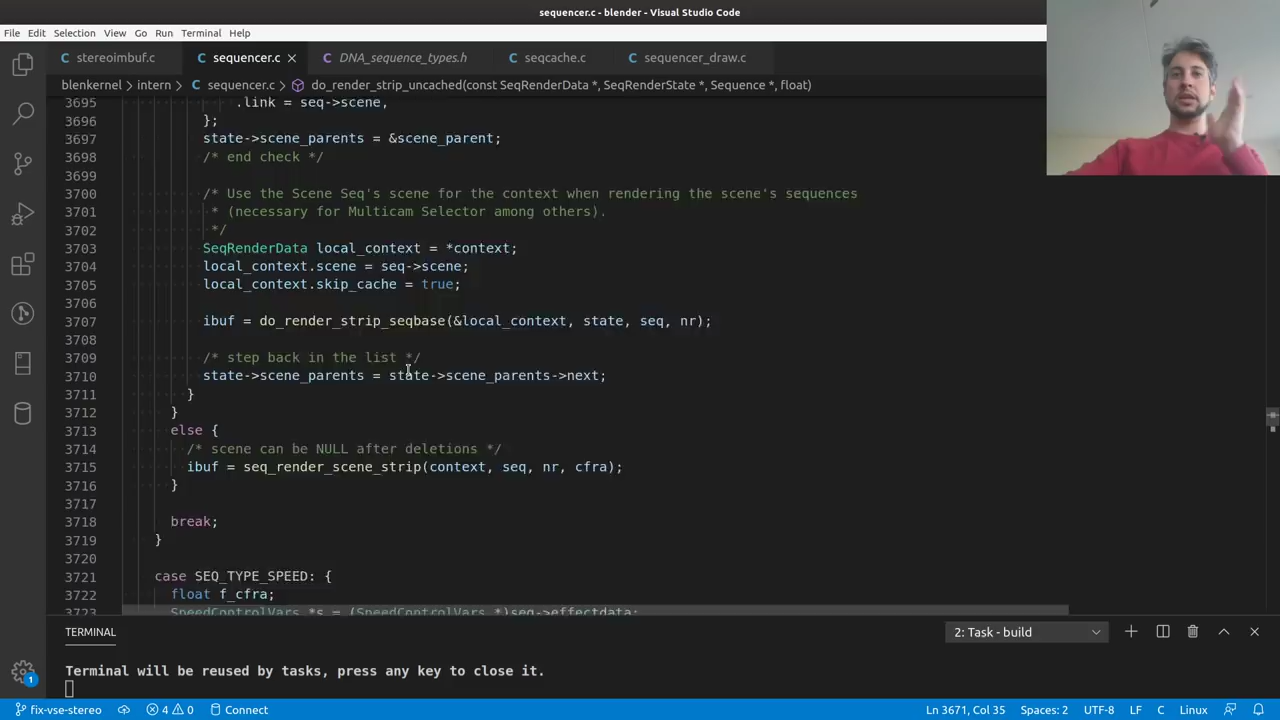 sequencer.c - blender - Visual Studio Code
File Edit Selection View Go Run Terminal Help
C stereoimbuf.c C sequencer.c C DNA_sequence_types.h C seqcache.c C sequencer_draw.c
blenkernel > intern > C sequencer.c > do_render_strip_uncached(const SeqRenderData *, SeqRenderState *, Sequence *, float)
3695 .link = seq->scene,
3696 };
3697 state->scene_parents = &scene_parent;
3698 /* end check */
3699
3700 /* Use the Scene Seq's scene for the context when rendering the scene's sequences
3701 * (necessary for Multicam Selector among others).
3702 */
3703 SeqRenderData local_context = *context;
3704 local_context.scene = seq->scene;
3705 local_context.skip_cache = true;
3706
3707 ibuf = do_render_strip_seqbase(&local_context, state, seq, nr);
3708
3709 /* step back in the list */
3710 state->scene_parents = state->scene_parents->next;
3711 }
3712 }
3713 else {
3714 /* scene can be NULL after deletions */
3715 ibuf = seq_render_scene_strip(context, seq, nr, cfra);
3716 }
3717
3718 break;
3719 }
3720
3721 case SEQ_TYPE_SPEED: {
3722 float f_cfra;
3723 SpeedControlVars *s = (SpeedControlVars *)seq->effectdata;
TERMINAL 2: Task - build
Terminal will be reused by tasks, press any key to close it.
1
fix-vse-stereo 4 0 Connect Ln 3671, Col 35 Spaces: 2 UTF-8 LF C Linux